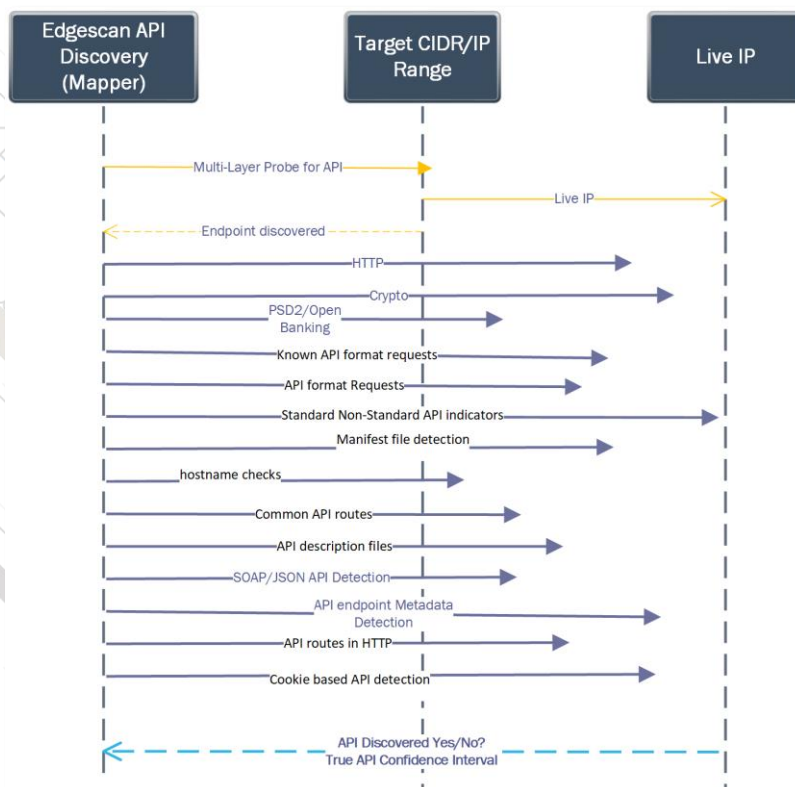 Edgescan API
Discovery
(Mapper)
Target CIDR/IP
Range
Live IP
Multi-Layer Probe for API
Live IP
Endpoint discovered
HTTP
Crypto
PSD2/Open
Banking
Known API format requests
API format Requests
Standard Non-Standard API indicators
Manifest file detection
hostname checks
Common API routes
API description files
SOAP/JSON API Detection
API endpoint Metadada
Detection
API routes in HTTP
Cookie based API detection
API Discovered Yes/No?
True API Confidence Interval